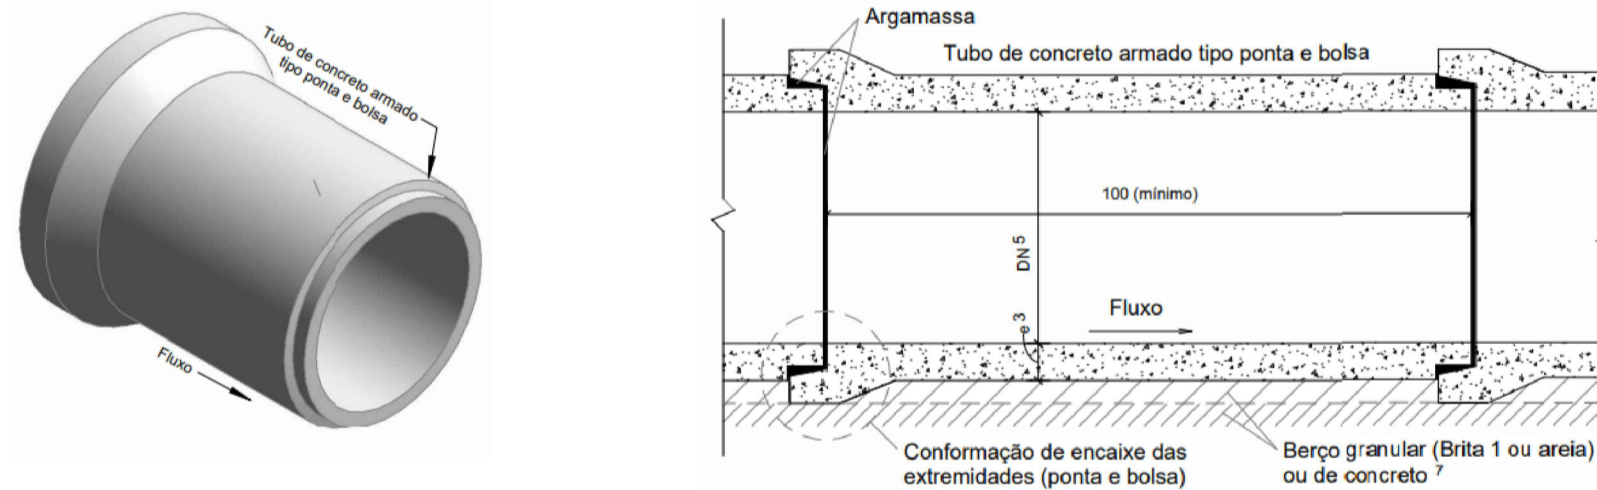 Tubo de concreto armado
tipo ponta e bolsa
Fluxo
Argamassa
Tubo de concreto armado tipo ponta e bolsa
100 (mínimo)
DN 5
Fluxo
e 3
Conformação de encaixe das
extremidades (ponta e bolsa)
Berço granular (Brita 1 ou areia)
ou de concreto 7